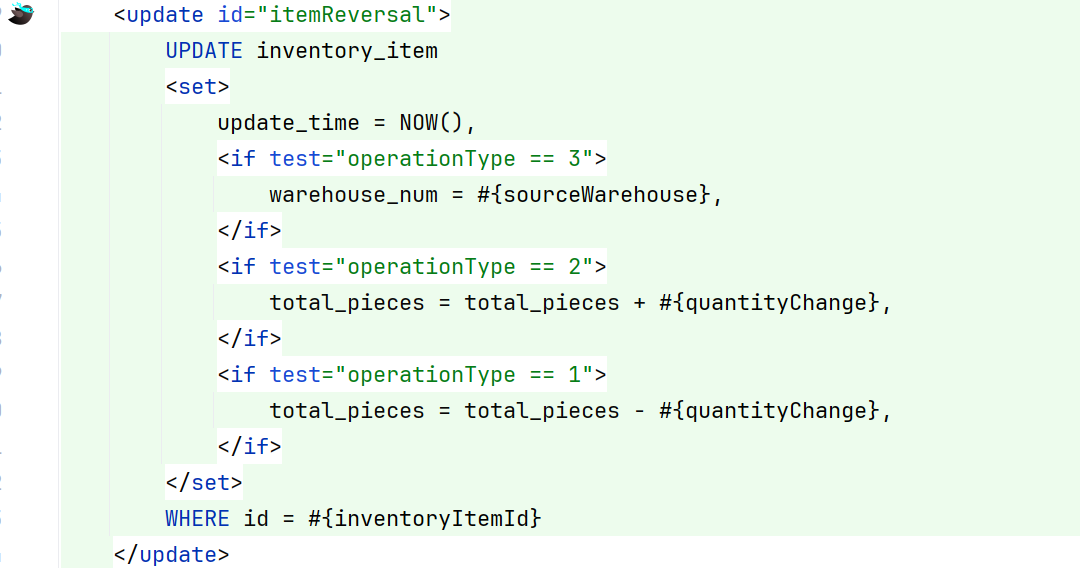 <update id="itemReversal">
UPDATE inventory_item
<set>
update_time = NOW(),
<if test="operationType == 3">
warehouse_num = #{sourceWarehouse},
</if>
<if test="operationType == 2">
total_pieces = total_pieces + #{quantityChange},
</if>
<if test="operationType == 1">
total_pieces = total_pieces - #{quantityChange},
</if>
</set>
WHERE id = #{inventoryItemId}
</update>